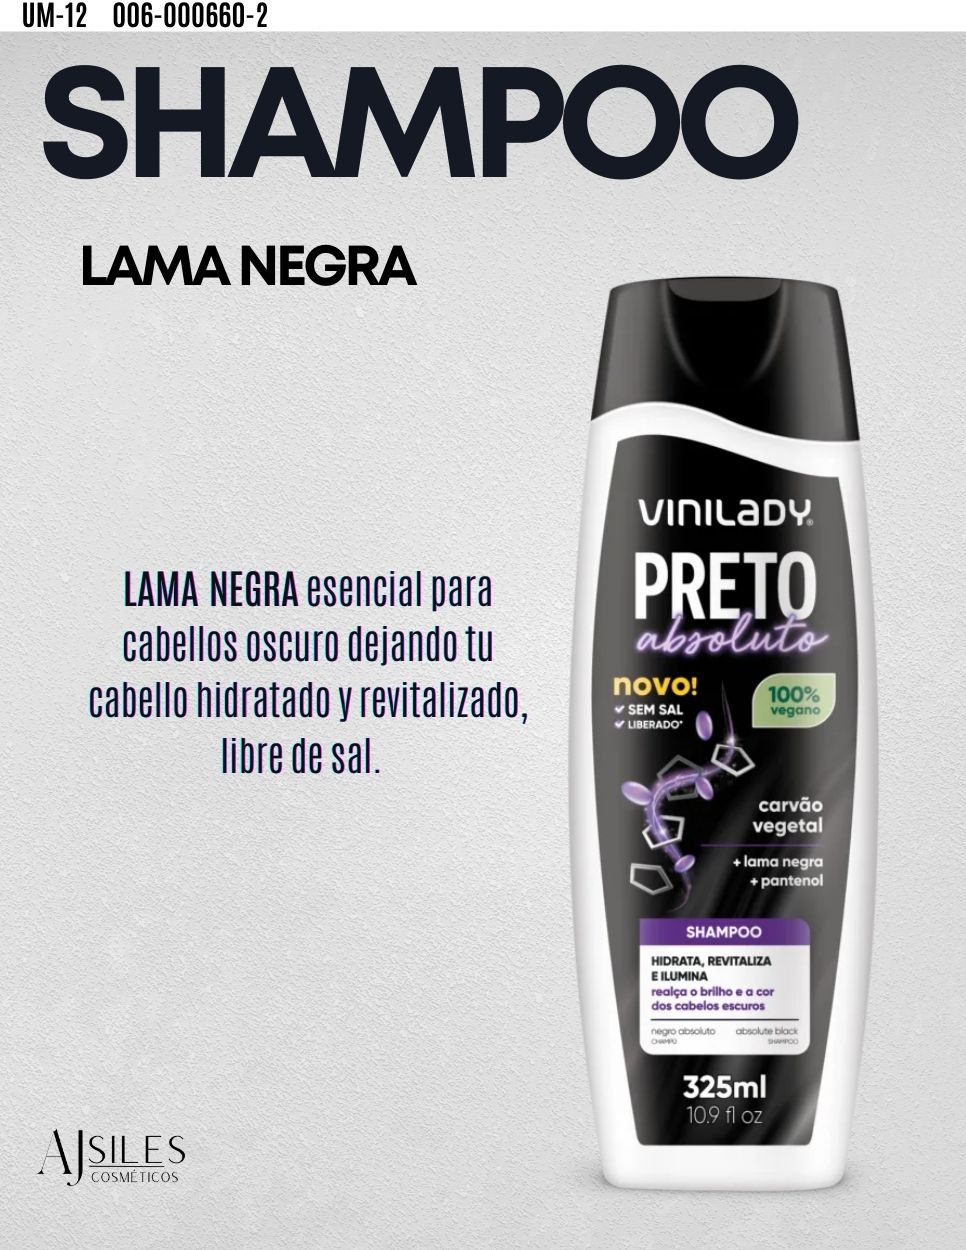 UM-12 006-000660-2
SHAMPOO
LAMA NEGRA
LAMA NEGRA esencial para
cabellos oscuro dejando tu
cabello hidratado y revitalizado,
libre de sal.
VINILADY®
PRETO
absoluto
novo!
SEM SAL
LIBERADO*
100%
vegano
carvão
vegetal
+ lama negra
+ pantenol
SHAMPOO
HIDRATA, REVITALIZA
E ILUMINA
realça o brilho e a cor
dos cabelos escuros
negro absoluto absolute black
CHAMPÚ SHAMPOO
325ml
10.9 fl oz
AJSILES
COSMÉTICOS